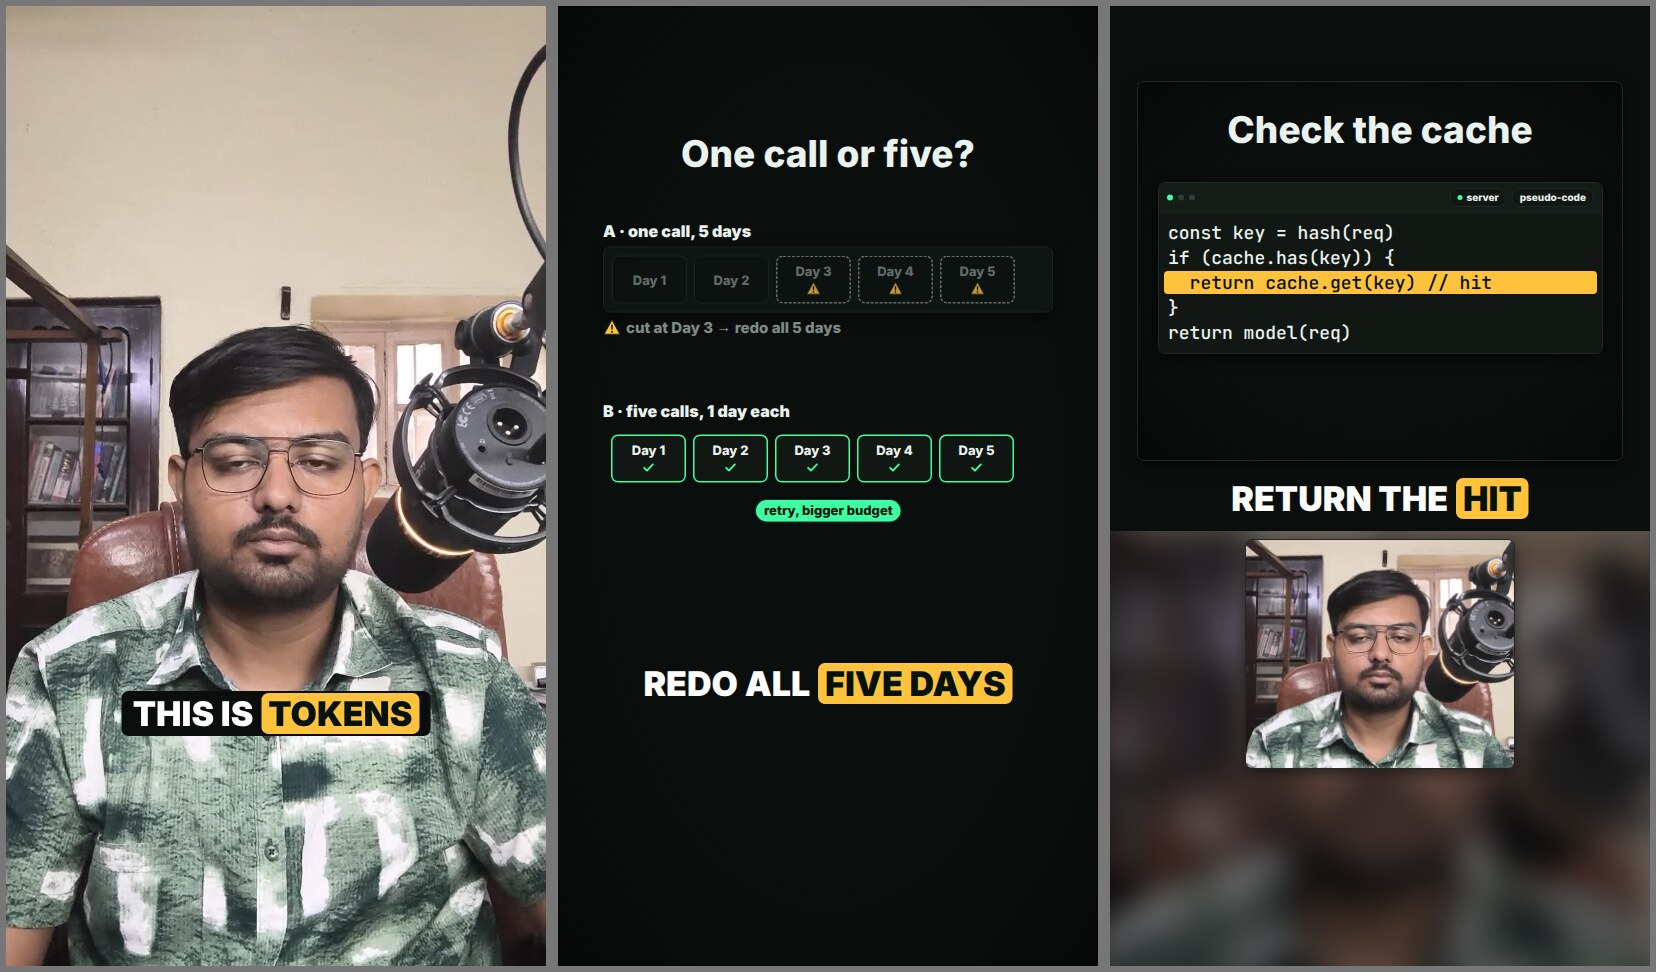 THIS IS TOKENS
One call or five?
A · one call, 5 days
Day 1 Day 2 Day 3 Day 4 Day 5
⚠ cut at Day 3 → redo all 5 days
B · five calls, 1 day each
Day 1 Day 2 Day 3 Day 4 Day 5
retry, bigger budget
REDO ALL FIVE DAYS
Check the cache
server pseudo-code
const key = hash(req)
if (cache.has(key)) {
return cache.get(key) // hit
}
return model(req)
RETURN THE HIT